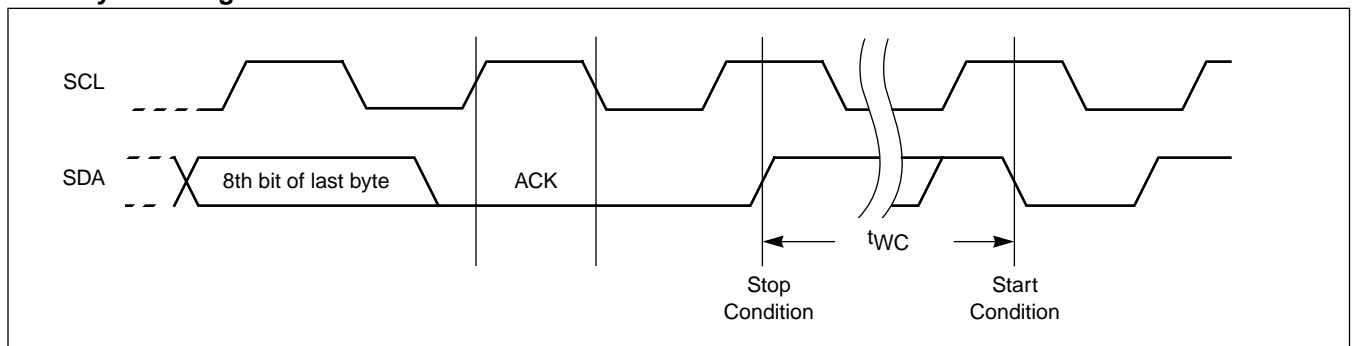 SCL
SDA
8th bit of last byte
ACK
tWC
Stop
Condition
Start
Condition